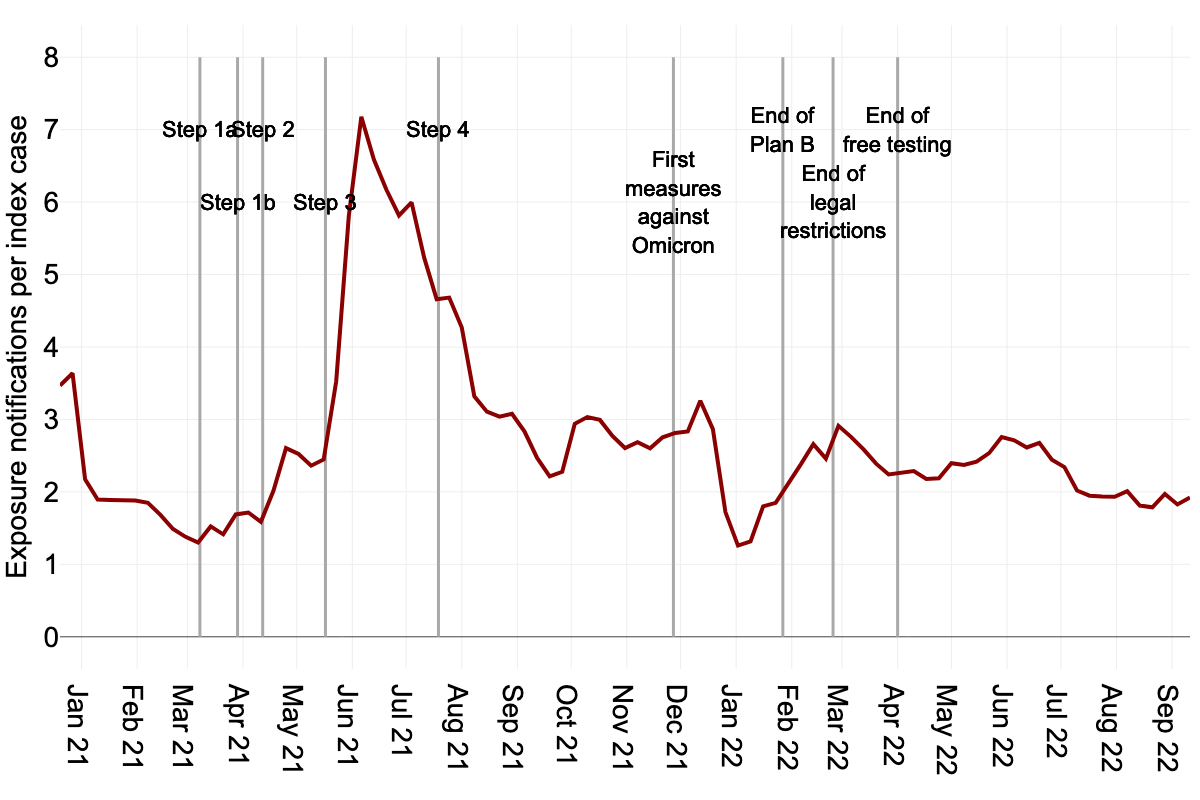 Exposure notifications per index case
8
7
6
5
4
3
2
1
0
Step 1a
Step 1b
Step 2
Step 3
Step 4
First
measures
against
Omicron
End of
Plan B
End of
legal
restrictions
End of
free testing
Jan 21
Feb 21
Mar 21
Apr 21
May 21
Jun 21
Jul 21
Aug 21
Sep 21
Oct 21
Nov 21
Dec 21
Jan 22
Feb 22
Mar 22
Apr 22
May 22
Jun 22
Jul 22
Aug 22
Sep 22